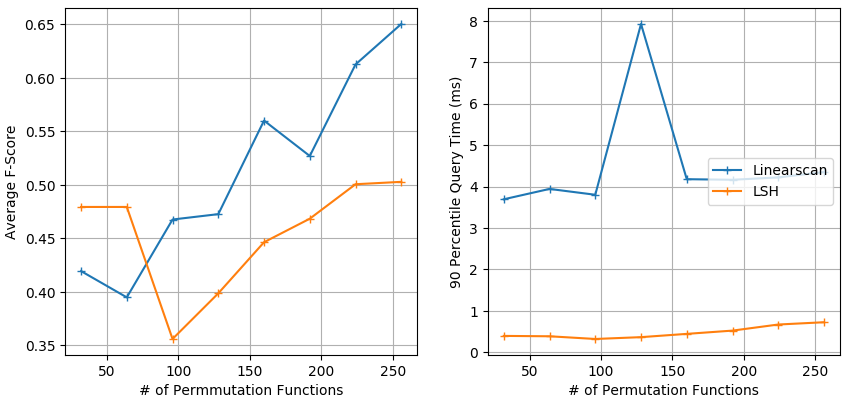 0.65
0.60
0.55
0.50
0.45
0.40
0.35
Average F-Score
50 100 150 200 250
# of Permmutation Functions
8
7
6
5
4
3
2
1
0
90 Percentile Query Time (ms)
Linearscan
LSH
50 100 150 200 250
# of Permutation Functions